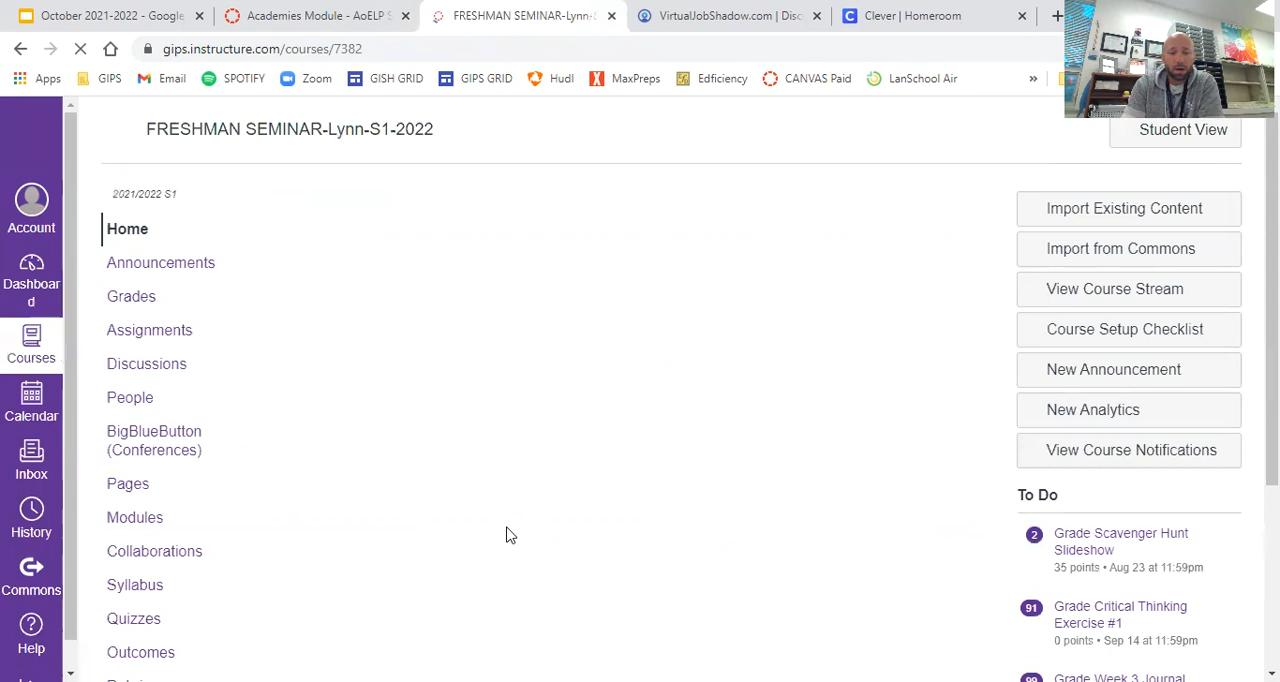 October 2021-2022 - Google
Academies Module - AoELP S
FRESHMAN SEMINAR-Lynn-S
VirtualJobShadow.com | Disc
Clever | Homeroom
gips.instructure.com/courses/7382
Apps
GIPS
Email
SPOTIFY
Zoom
GISH GRID
GIPS GRID
Hudl
MaxPreps
Edficiency
CANVAS Paid
LanSchool Air
»
FRESHMAN SEMINAR-Lynn-S1-2022
Student View
Account
Dashboar
d
Courses
Calendar
Inbox
History
Commons
Help
2021/2022 S1
Home
Announcements
Grades
Assignments
Discussions
People
BigBlueButton
(Conferences)
Pages
Modules
Collaborations
Syllabus
Quizzes
Outcomes
Import Existing Content
Import from Commons
View Course Stream
Course Setup Checklist
New Announcement
New Analytics
View Course Notifications
To Do
2 Grade Scavenger Hunt
Slideshow
35 points • Aug 23 at 11:59pm
91 Grade Critical Thinking
Exercise #1
0 points • Sep 14 at 11:59pm
Grade Week 3 Journal